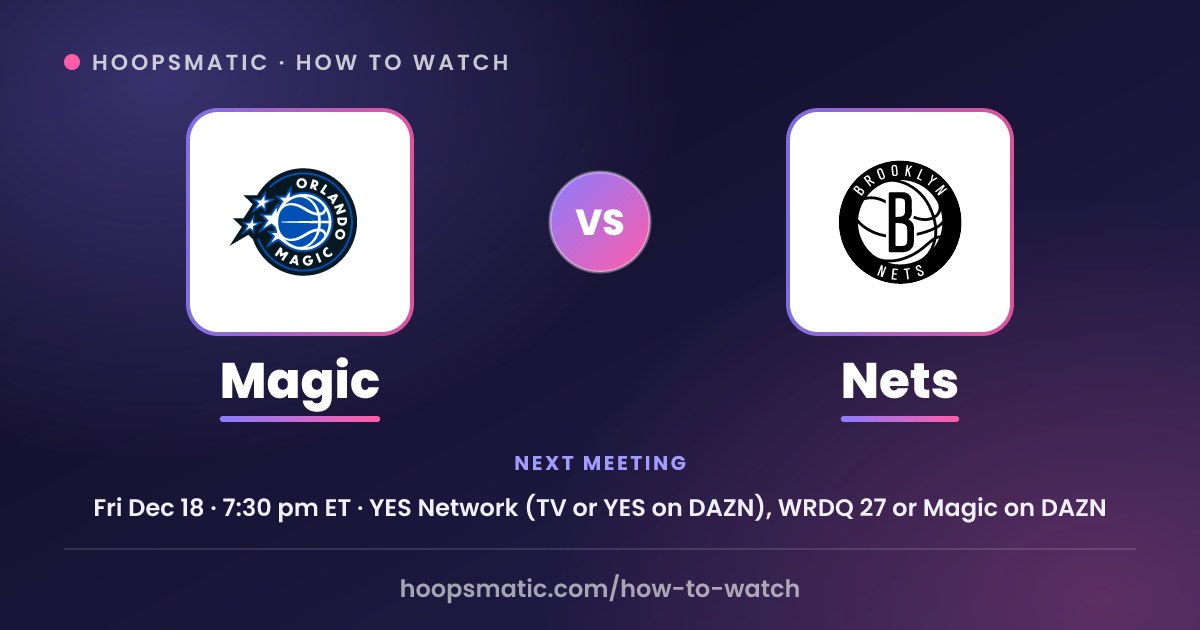 HOOPSMATIC · HOW TO WATCH
ORLANDO
MAGIC
VS
BROOKLYN
B
NETS
Magic
Nets
NEXT MEETING
Fri Dec 18 · 7:30 pm ET · YES Network (TV or YES on DAZN), WRDQ 27 or Magic on DAZN
hoopsmatic.com/how-to-watch